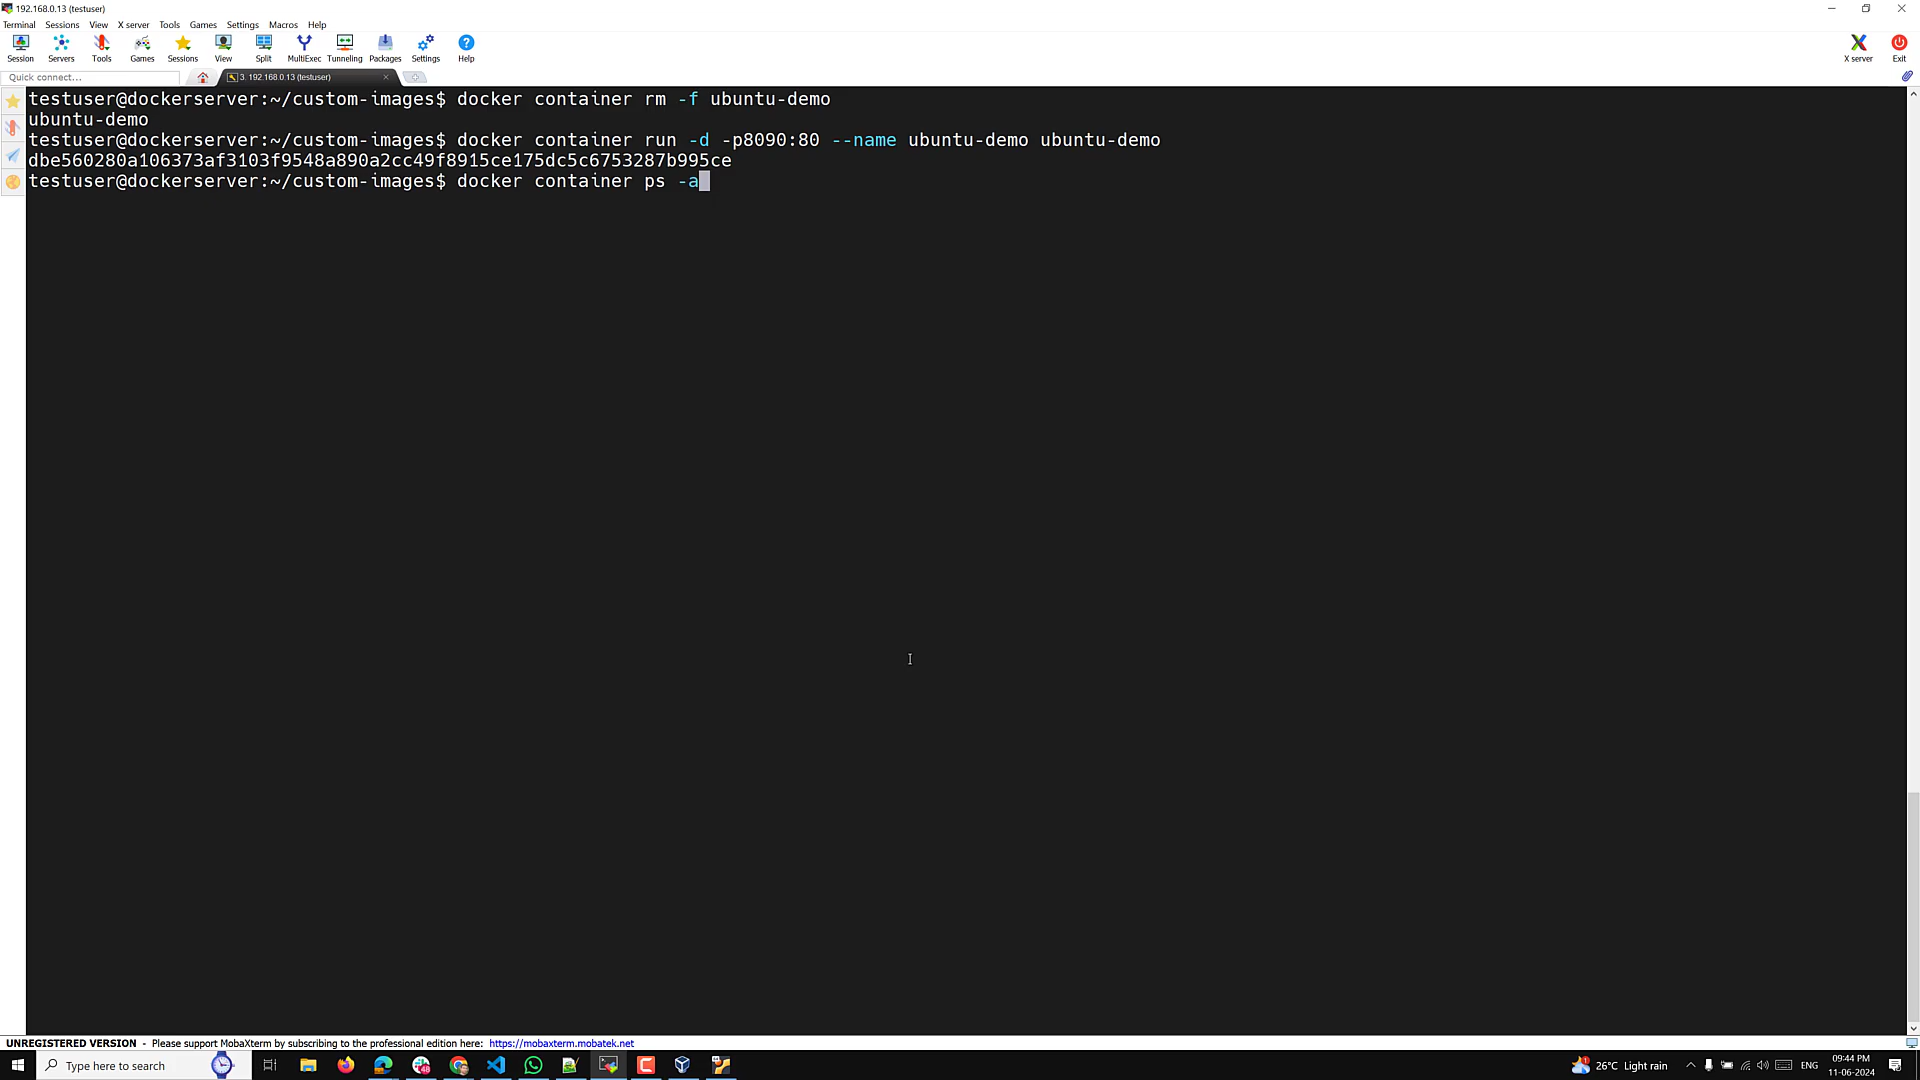 192.168.0.13 (testuser)
Terminal Sessions View X server Tools Games Settings Macros Help
Session Servers Tools Games Sessions View Split MultiExec Tunneling Packages Settings Help X server Exit
Quick connect... 3. 192.168.0.13 (testuser)
testuser@dockerserver:~/custom-images$ docker container rm -f ubuntu-demo
ubuntu-demo
testuser@dockerserver:~/custom-images$ docker container run -d -p8090:80 --name ubuntu-demo ubuntu-demo
dbe560280a106373af3103f9548a890a2cc49f8915ce175dc5c6753287b995ce
testuser@dockerserver:~/custom-images$ docker container ps -a
UNREGISTERED VERSION - Please support MobaXterm by subscribing to the professional edition here: https://mobaxterm.mobatek.net
Type here to search 26°C Light rain ENG 09:44 PM
11-06-2024